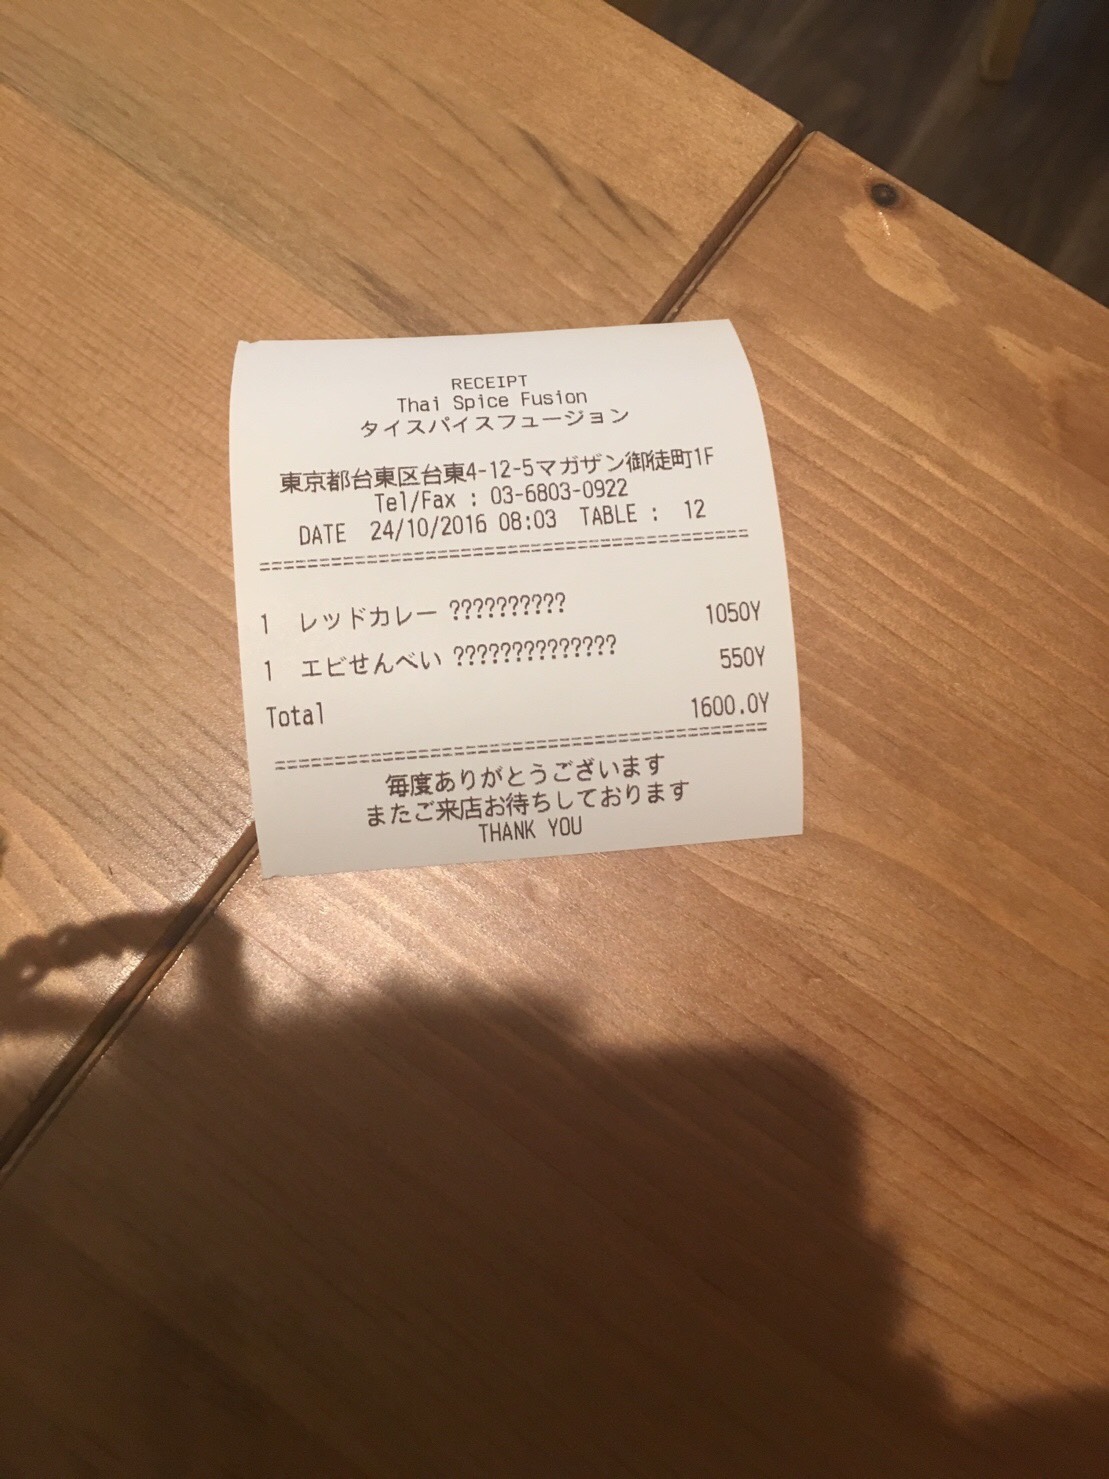 RECEIPT
Thai Spice Fusion
タイスパイスフュージョン
東京都台東区台東4-12-5マガザン御徒町1F
Tel/Fax : 03-6803-0922
DATE 24/10/2016 08:03 TABLE : 12
========================================
1 レッドカレー ?????????? 1050Y
1 エビせんべい ?????????????? 550Y
Total 1600.0Y
========================================
毎度ありがとうございます
またご来店お待ちしております
THANK YOU